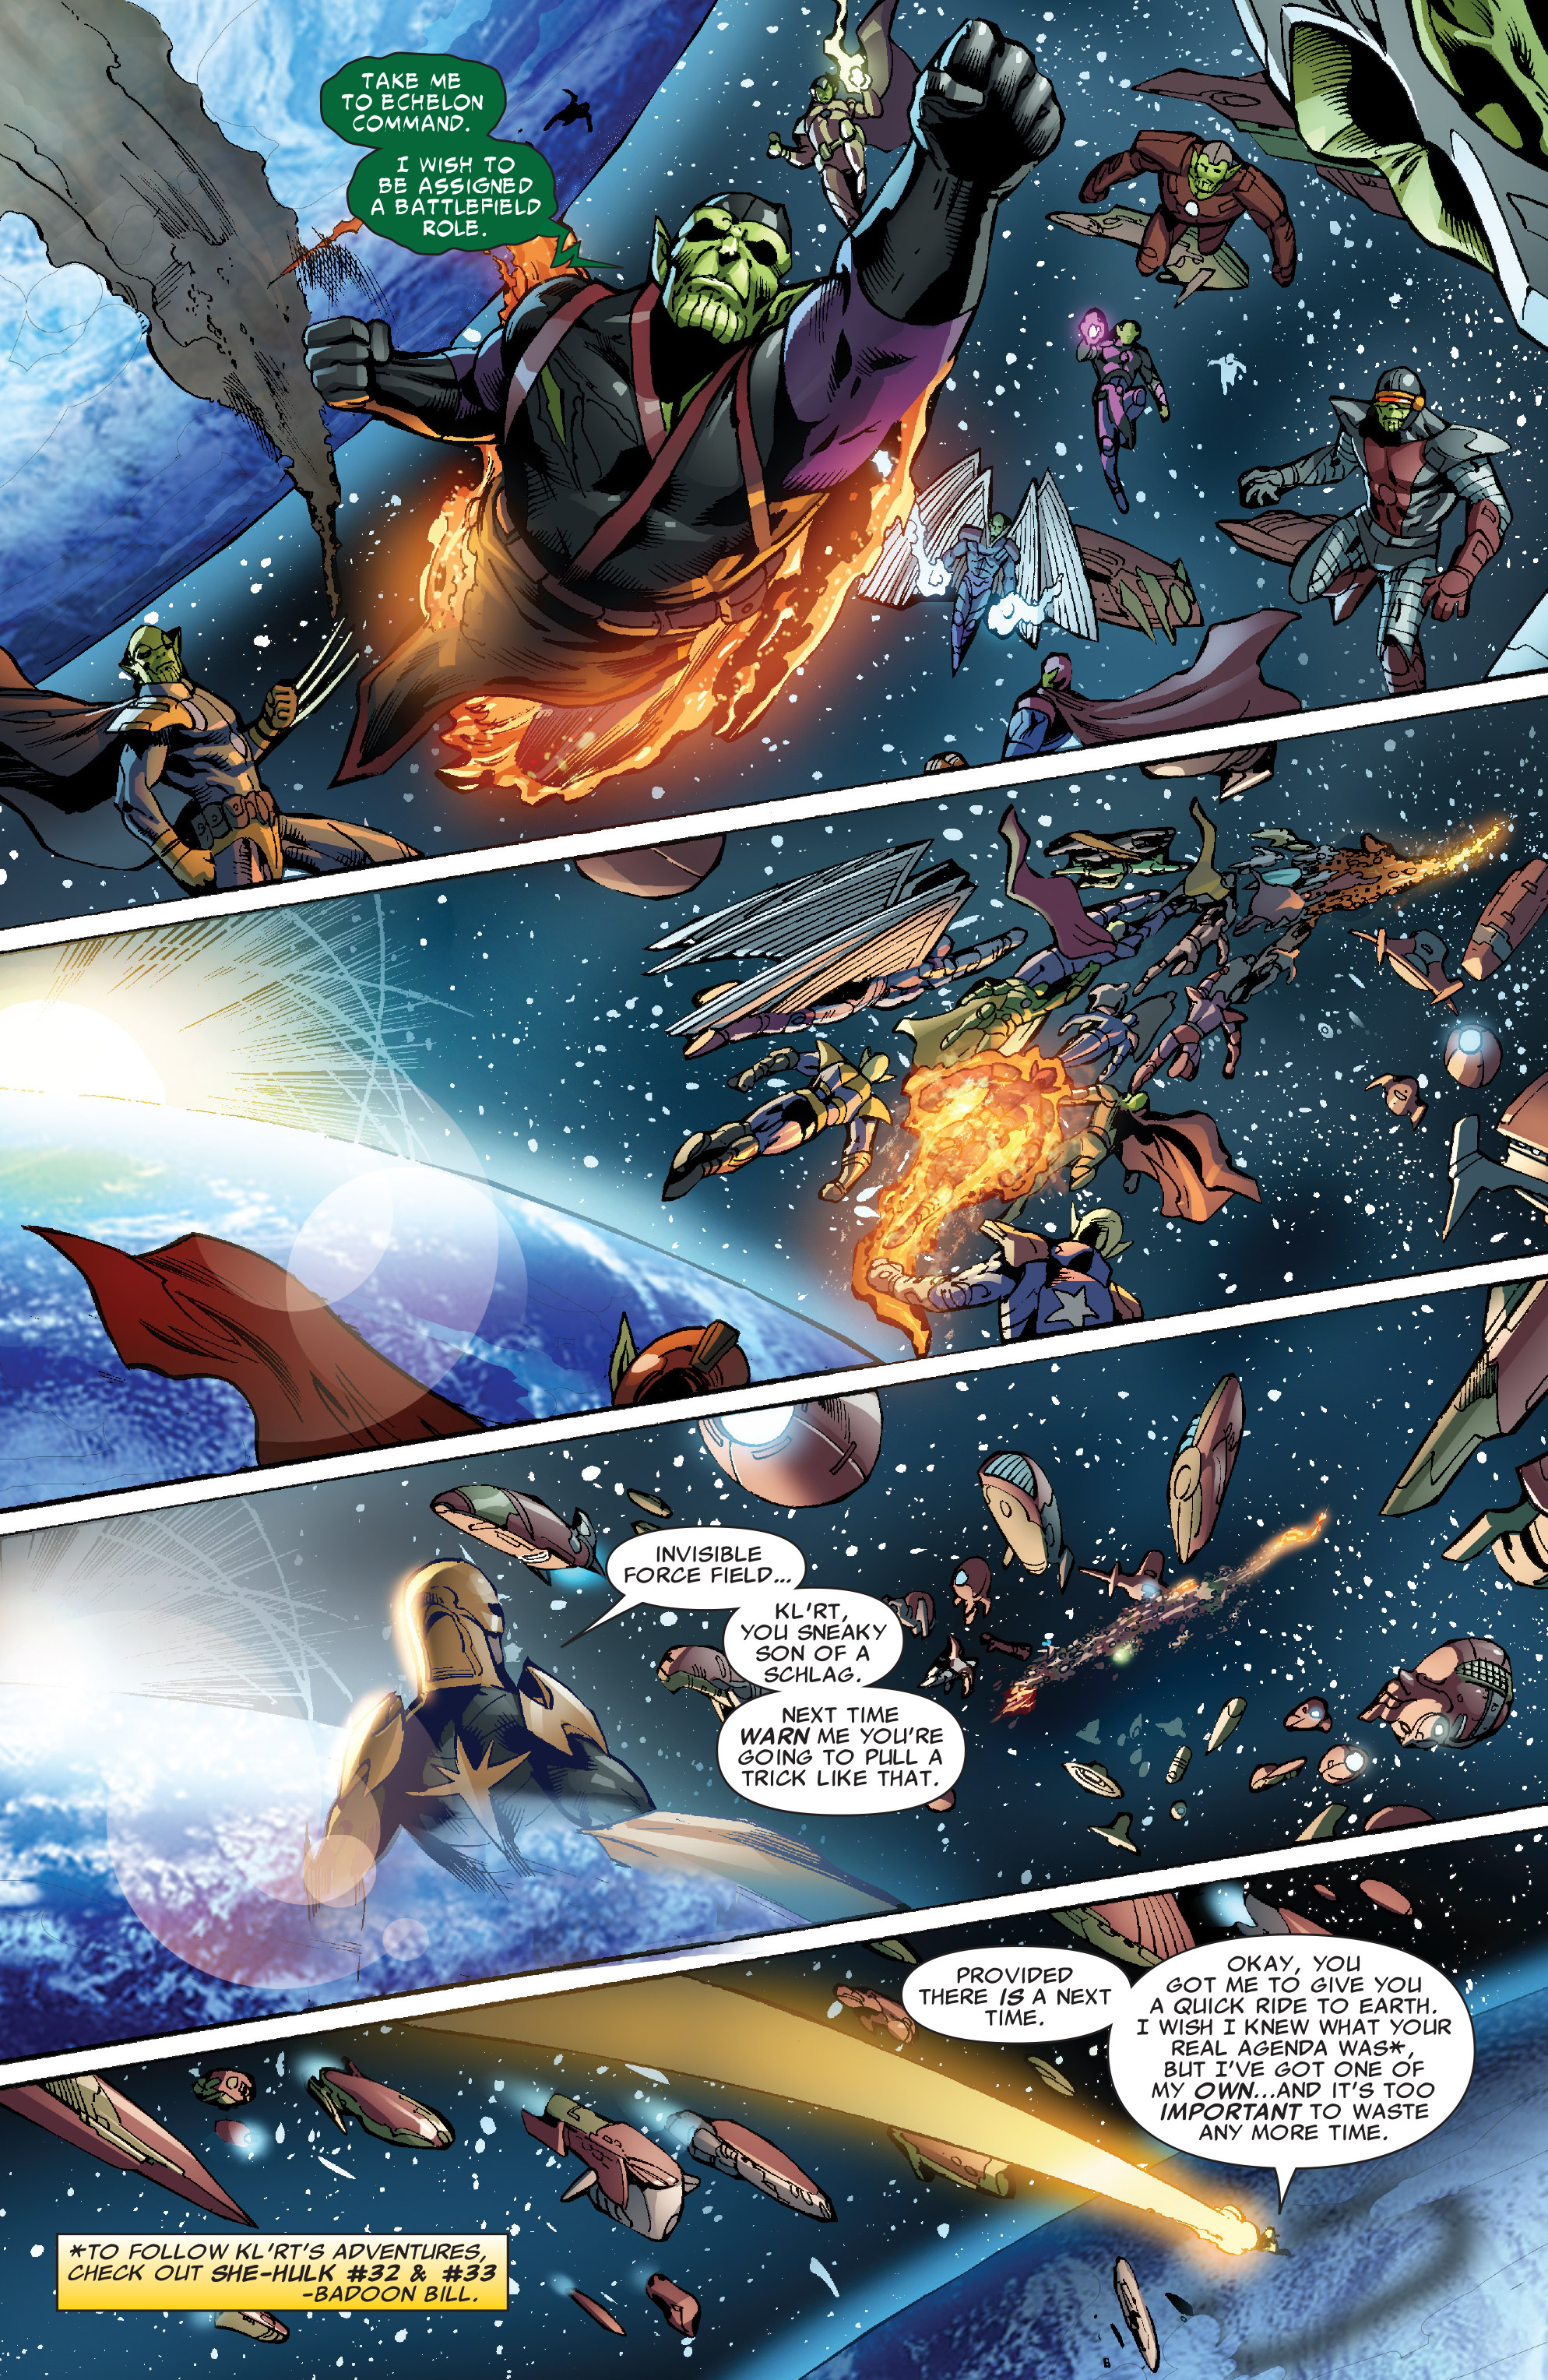 TAKE ME
TO ECHELON
COMMAND.
I WISH TO
BE ASSIGNED
A BATTLEFIELD
ROLE.
INVISIBLE
FORCE FIELD...
KL'RT,
YOU SNEAKY
SON OF A
SCHLAG.
NEXT TIME
WARN ME YOU'RE
GOING TO PULL A
TRICK LIKE THAT.
PROVIDED
THERE IS A NEXT
TIME.
OKAY, YOU
GOT ME TO GIVE YOU
A QUICK RIDE TO EARTH.
I WISH I KNEW WHAT YOUR
REAL AGENDA WAS*,
BUT I'VE GOT ONE OF
MY OWN...AND IT'S TOO
IMPORTANT TO WASTE
ANY MORE TIME.
*TO FOLLOW KL'RT'S ADVENTURES,
CHECK OUT SHE-HULK #32 & #33
-BADOON BILL.